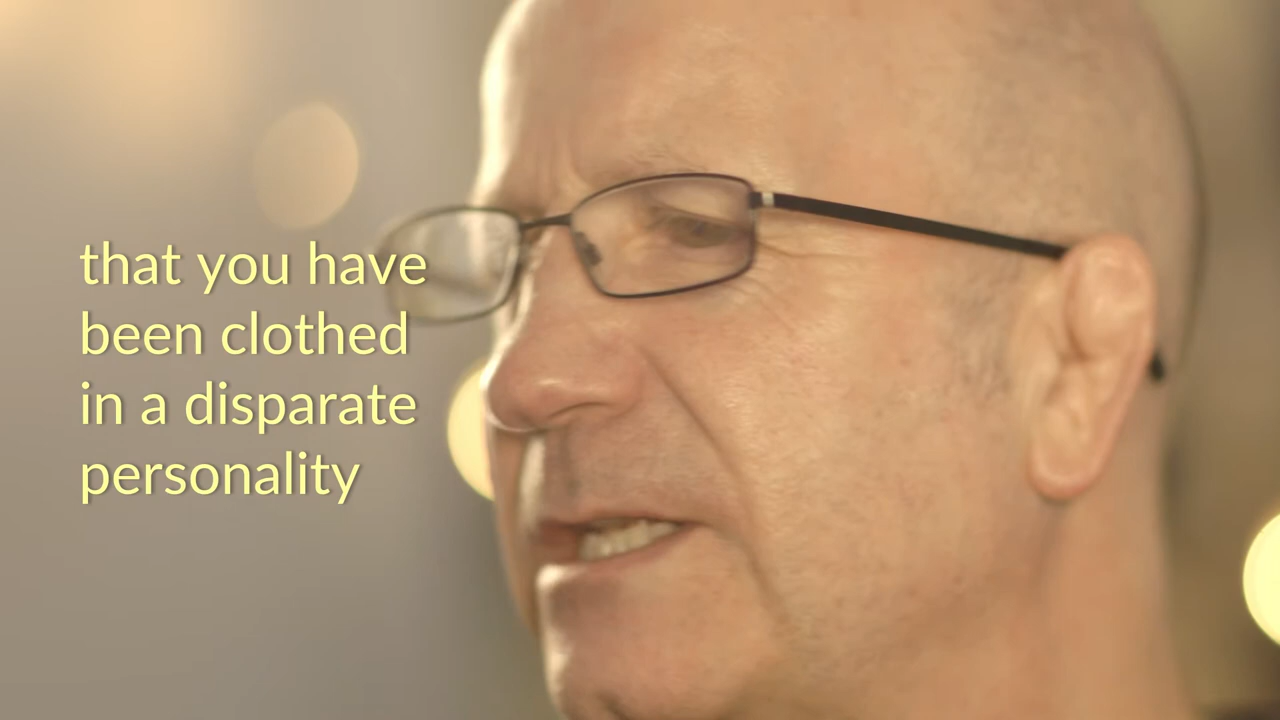 that you have
been clothed
in a disparate
personality